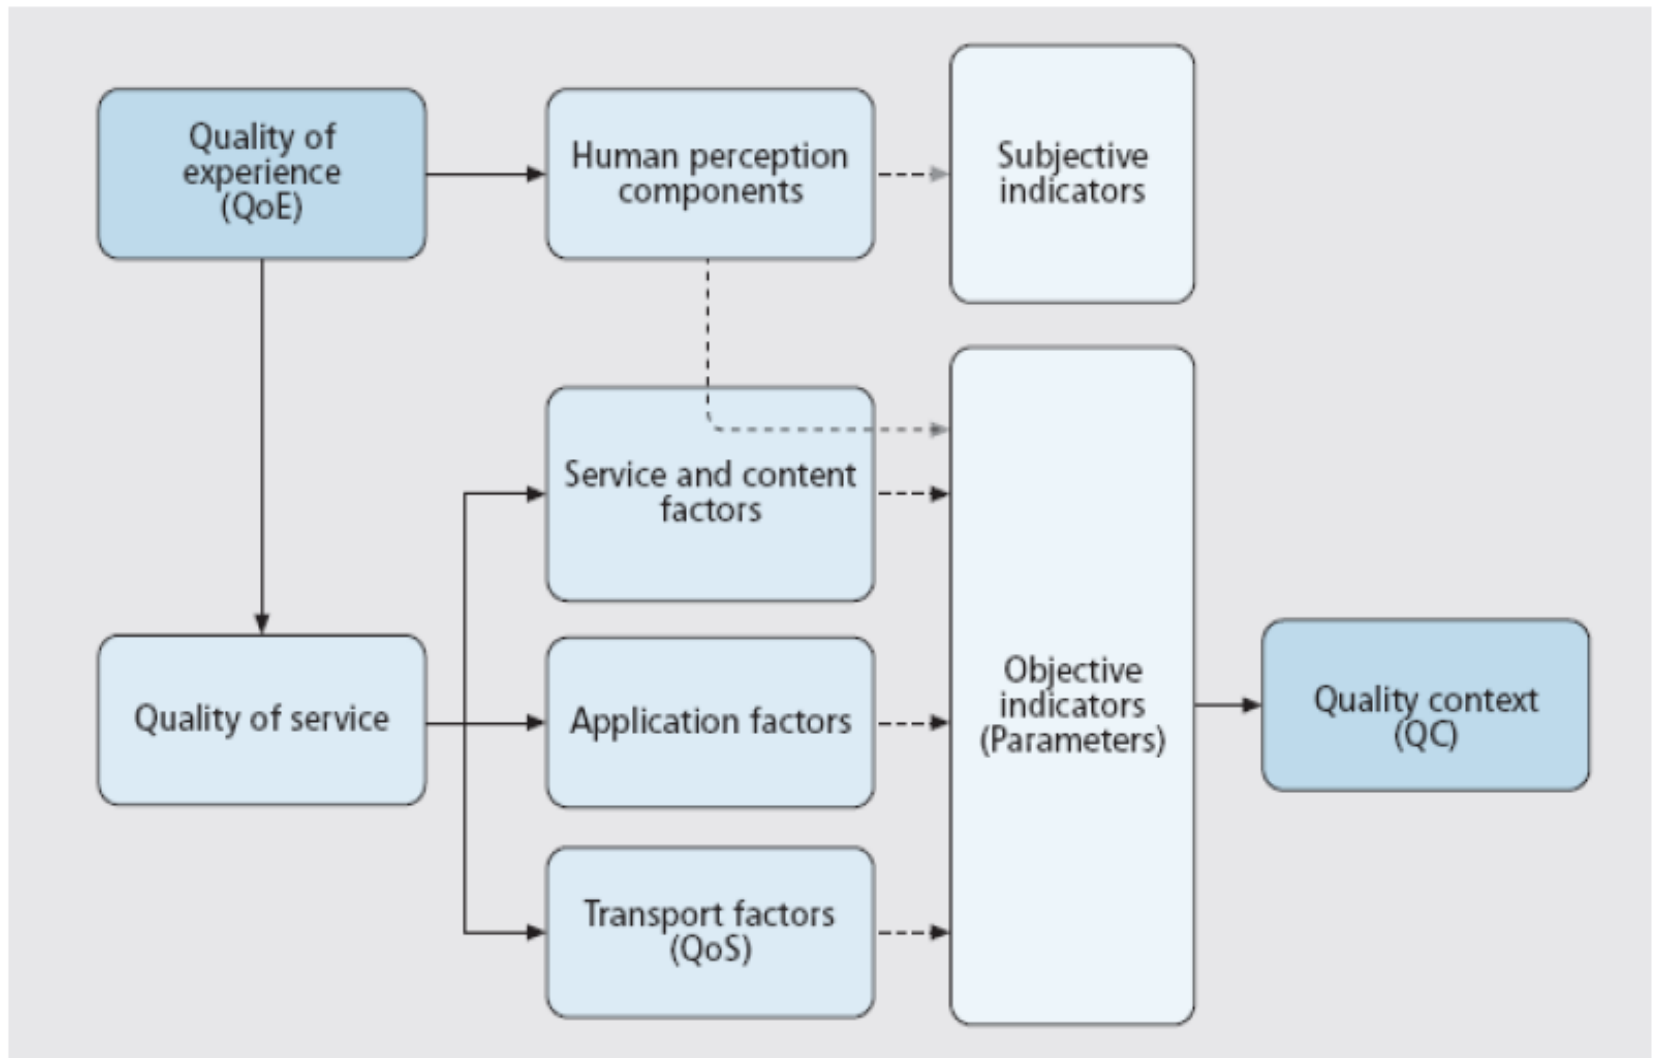 Quality of
experience
(QoE)
Human perception
components
Subjective
indicators
Service and content
factors
Quality of service
Application factors
Objective
indicators
(Parameters)
Quality context
(QC)
Transport factors
(QoS)